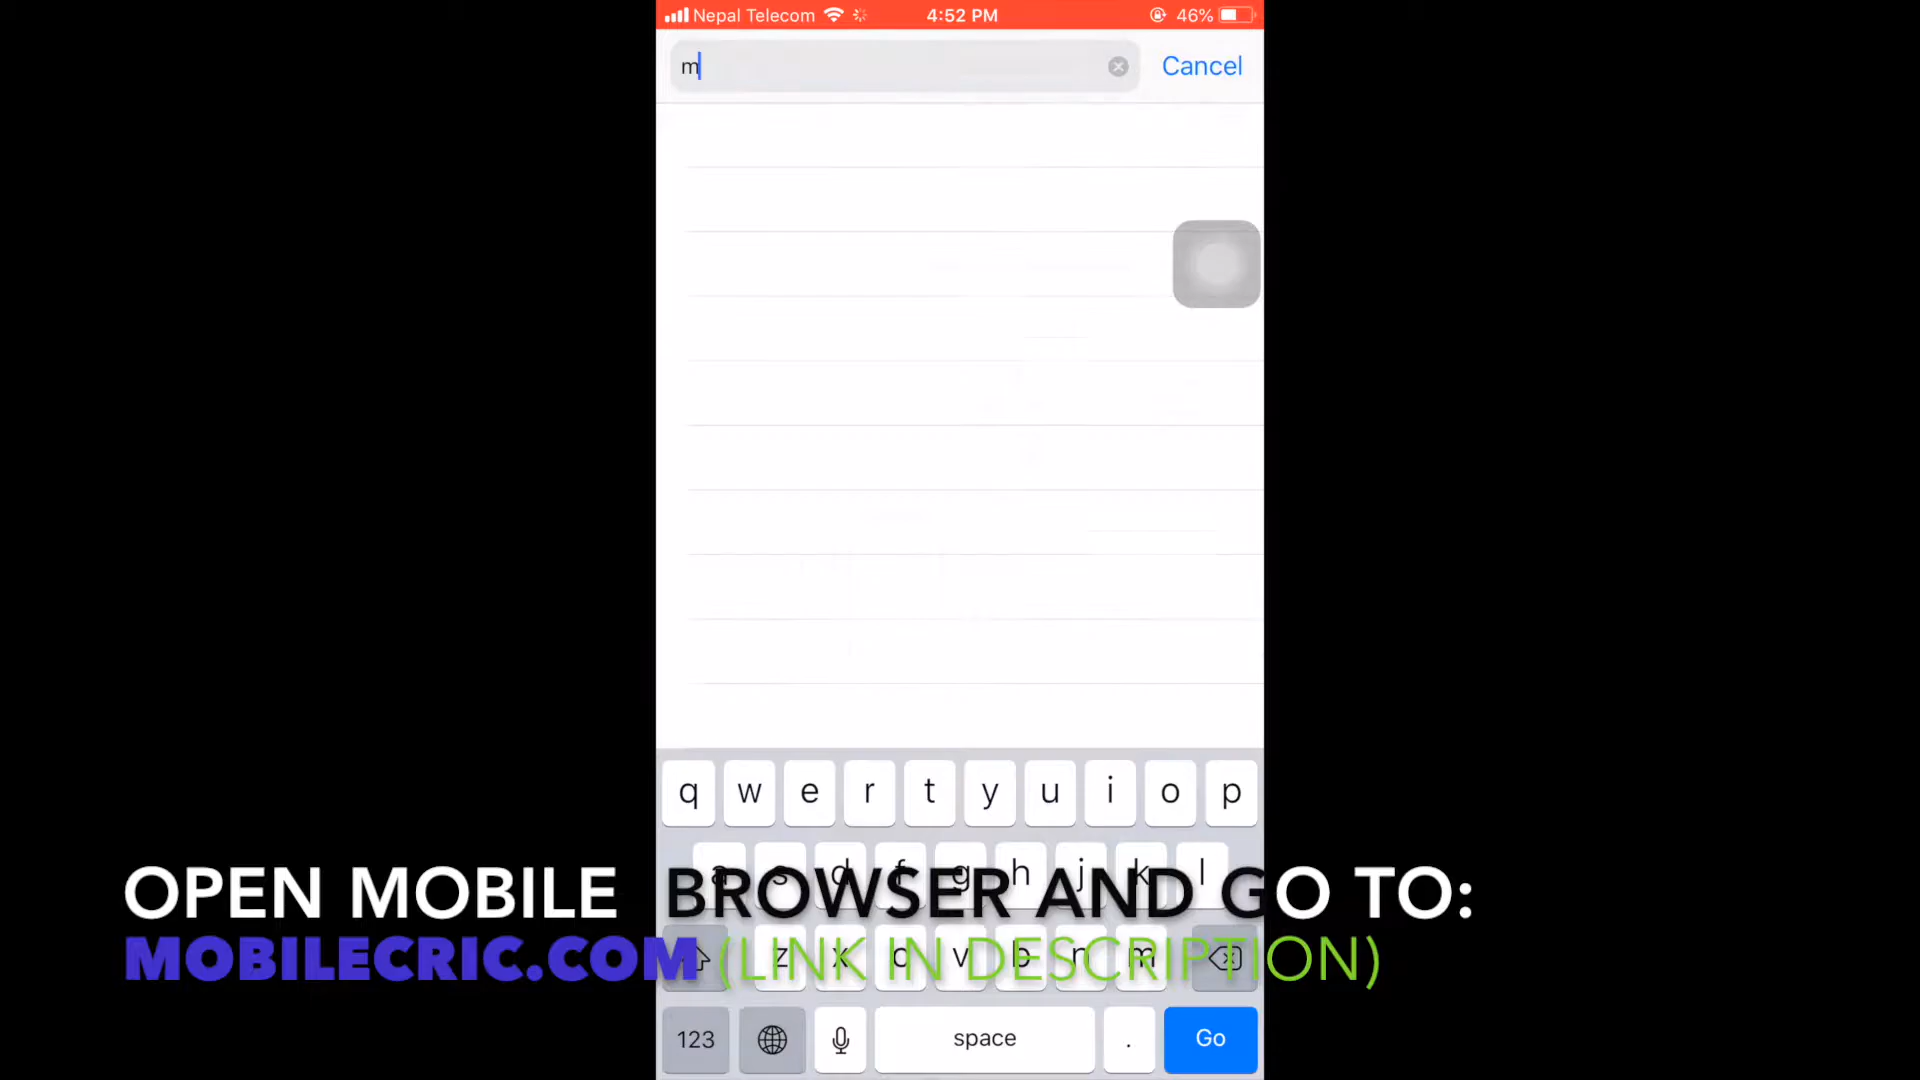 Nepal Telecom 4:52 PM 46%
m Cancel
q w e r t y u i o p
a s d f g h j k l
OPEN MOBILE BROWSER AND GO TO:
z x c v b n m
MOBILECRIC.COM (LINK IN DESCRIPTION)
123 space . Go